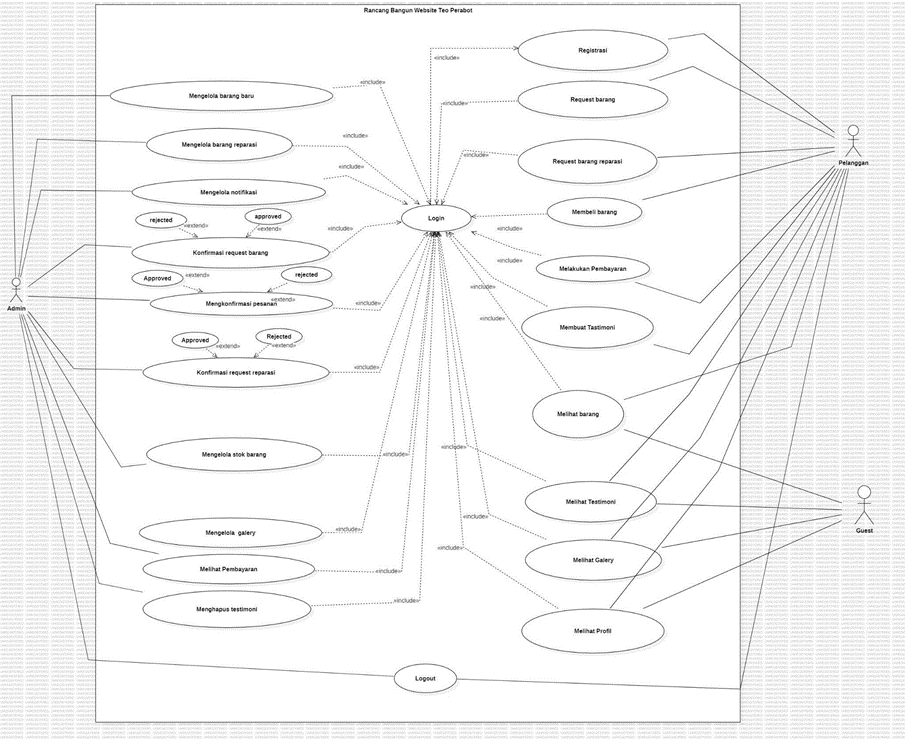 Rancang Bangun Website Teo Perabot
Registrasi
«include»
Mengelola barang baru
«include»
Request barang
«include»
Mengelola barang reparasi
«include»
Request barang reparasi
«include»
Pelanggan
«include»
Mengelola notifikasi
rejected
approved
«extend»
«extend»
Login
Membeli barang
«include»
«include»
Konfirmasi request barang
Approved
«extend»
rejected
«include»
Melakukan Pembayaran
Admin
Mengkonfirmasi pesanan
«extend»
«include»
«include»
«include»
Membuat Tastimoni
Approved
«extend»
Rejected
«extend»
Konfirmasi request reparasi
«include»
Melihat barang
Mengelola stok barang
«include»
«include»
Melihat Testimoni
Guest
«include»
Mengelola galery
«include»
«include»
Melihat Galery
Melihat Pembayaran
«include»
Menghapus testimoni
«include»
Melihat Profil
Logout